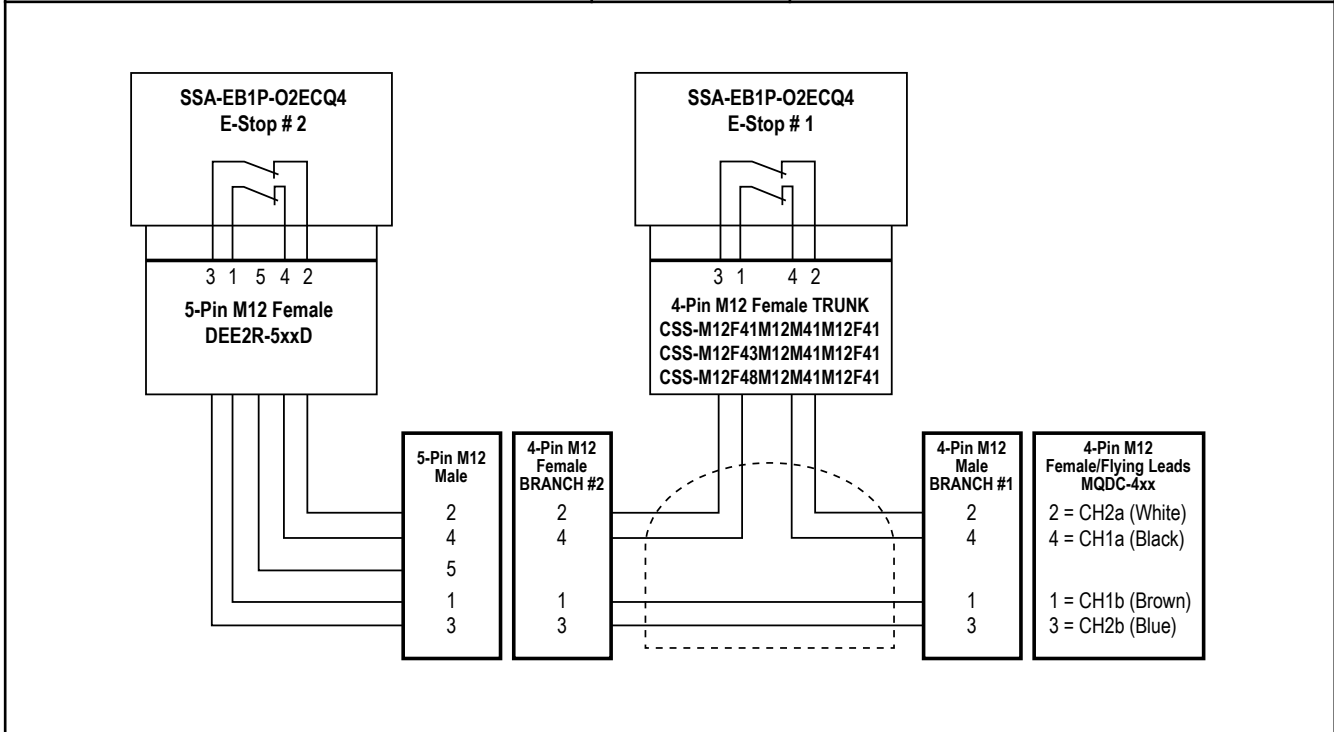 SSA-EB1P-O2ECQ4
E-Stop # 2
3 1 5 4 2
5-Pin M12 Female
DEE2R-5xxD
SSA-EB1P-O2ECQ4
E-Stop # 1
3 1 4 2
4-Pin M12 Female TRUNK
CSS-M12F41M12M41M12F41
CSS-M12F43M12M41M12F41
CSS-M12F48M12M41M12F41
5-Pin M12
Male
2
4
5
1
3
4-Pin M12
Female
BRANCH #2
2
4
1
3
4-Pin M12
Male
BRANCH #1
2
4
1
3
4-Pin M12
Female/Flying Leads
MQDC-4xx
2 = CH2a (White)
4 = CH1a (Black)
1 = CH1b (Brown)
3 = CH2b (Blue)